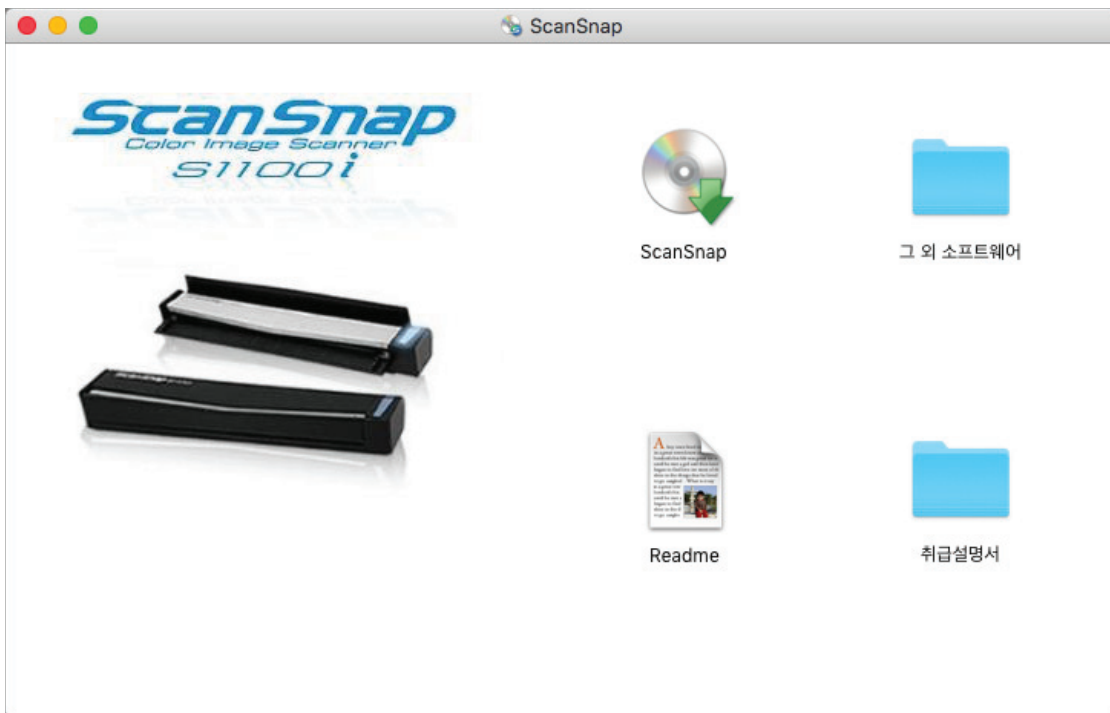 ScanSnap
ScanSnap
Color Image Scanner
S1100i
ScanSnap
그 외 소프트웨어
Readme
취급설명서